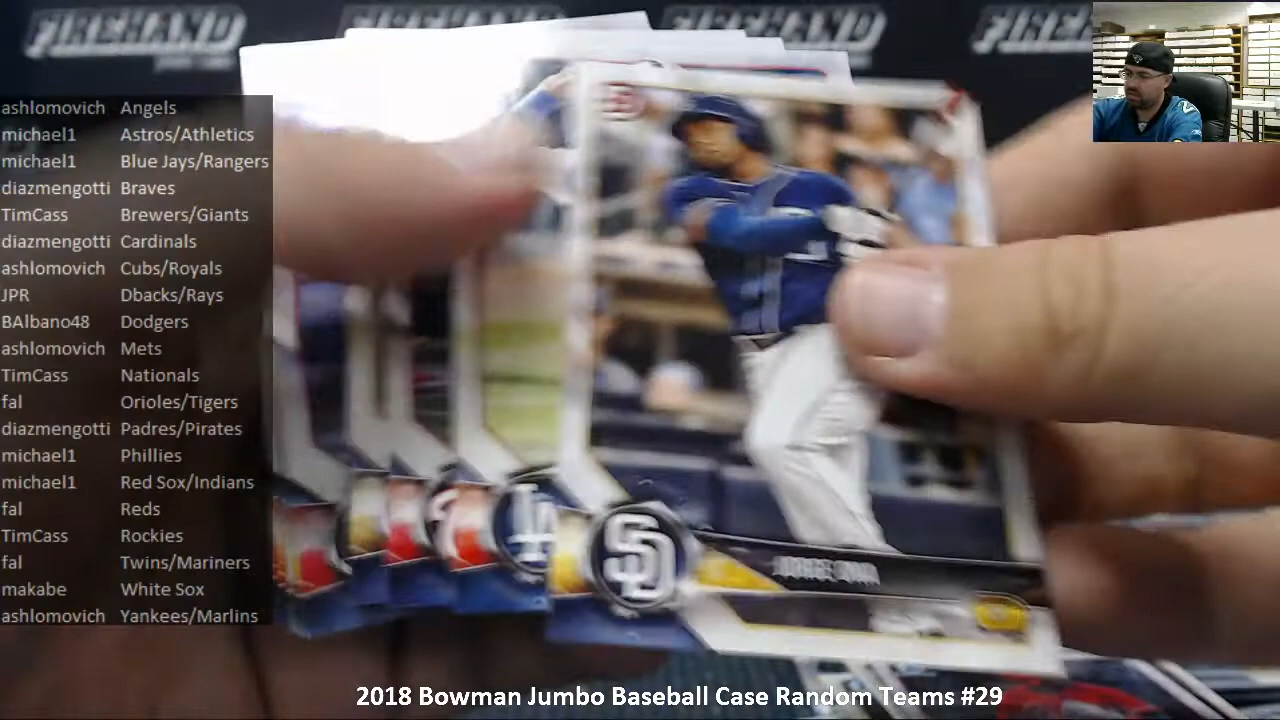 FIREHAND FIREHAND FIREHAND FIREH
ashlomovich Angels
michael1 Astros/Athletics
michael1 Blue Jays/Rangers
diazmengotti Braves
TimCass Brewers/Giants
diazmengotti Cardinals
ashlomovich Cubs/Royals
JPR Dbacks/Rays
BAlbano48 Dodgers
ashlomovich Mets
TimCass Nationals
fal Orioles/Tigers
diazmengotti Padres/Pirates
michael1 Phillies
michael1 Red Sox/Indians
fal Reds
TimCass Rockies
fal Twins/Mariners
makabe White Sox
ashlomovich Yankees/Marlins
B
LA
SD
2018 Bowman Jumbo Baseball Case Random Teams #29